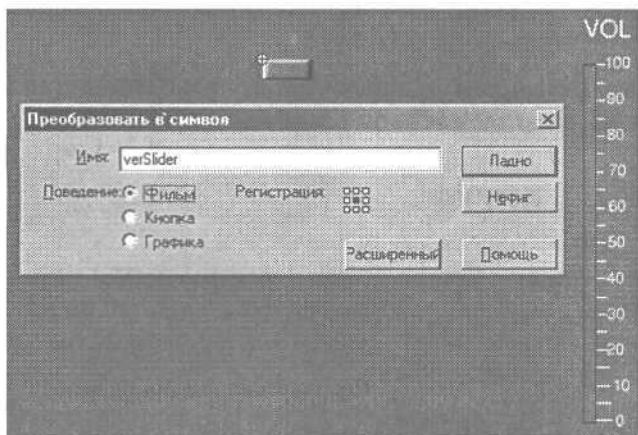 VOL
100
90
80
70
60
50
40
30
20
10
0
Преобразовать в символ
Имя: verSlider
Ладно
Поведение: Фильм
Регистрация:
Нефиг
Кнопка
Графика
Расширенный
Помощь